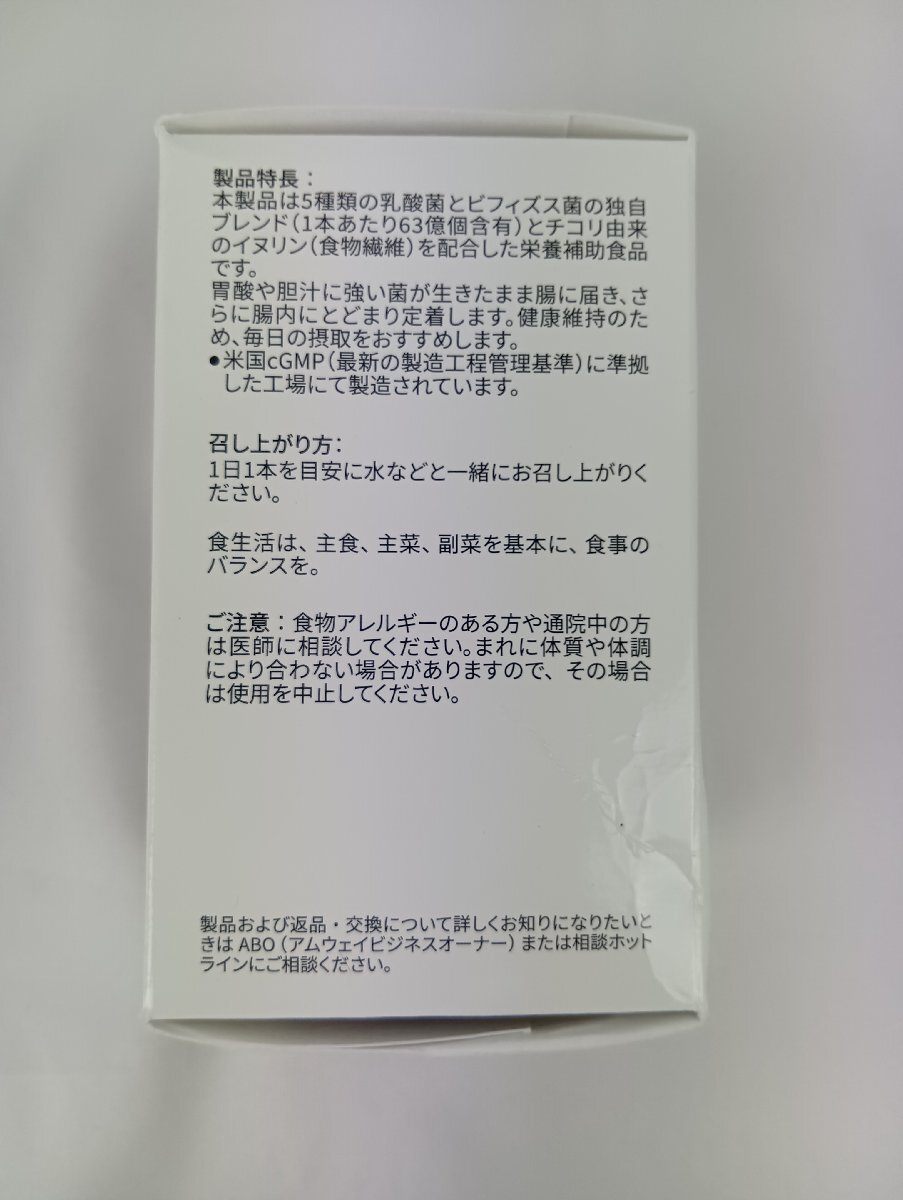 製品特長：
本製品は5種類の乳酸菌とビフィズス菌の独自
ブレンド（1本あたり63億個含有）とチコリ由来
のイヌリン（食物繊維）を配合した栄養補助食品
です。
胃酸や胆汁に強い菌が生きたまま腸に届き、さ
らに腸内にとどまり定着します。健康維持のた
め、毎日の摂取をおすすめします。
●米国cGMP（最新の製造工程管理基準）に準拠
した工場にて製造されています。
召し上がり方：
1日1本を目安に水などと一緒にお召し上がりく
ださい。
食生活は、主食、主菜、副菜を基本に、食事の
バランスを。
ご注意：食物アレルギーのある方や通院中の方
は医師に相談してください。まれに体質や体調
により合わない場合がありますので、その場合
は使用を中止してください。
製品および返品・交換について詳しくお知りになりたいと
きは ABO（アムウェイビジネスオーナー）または相談ホット
ラインにご相談ください。